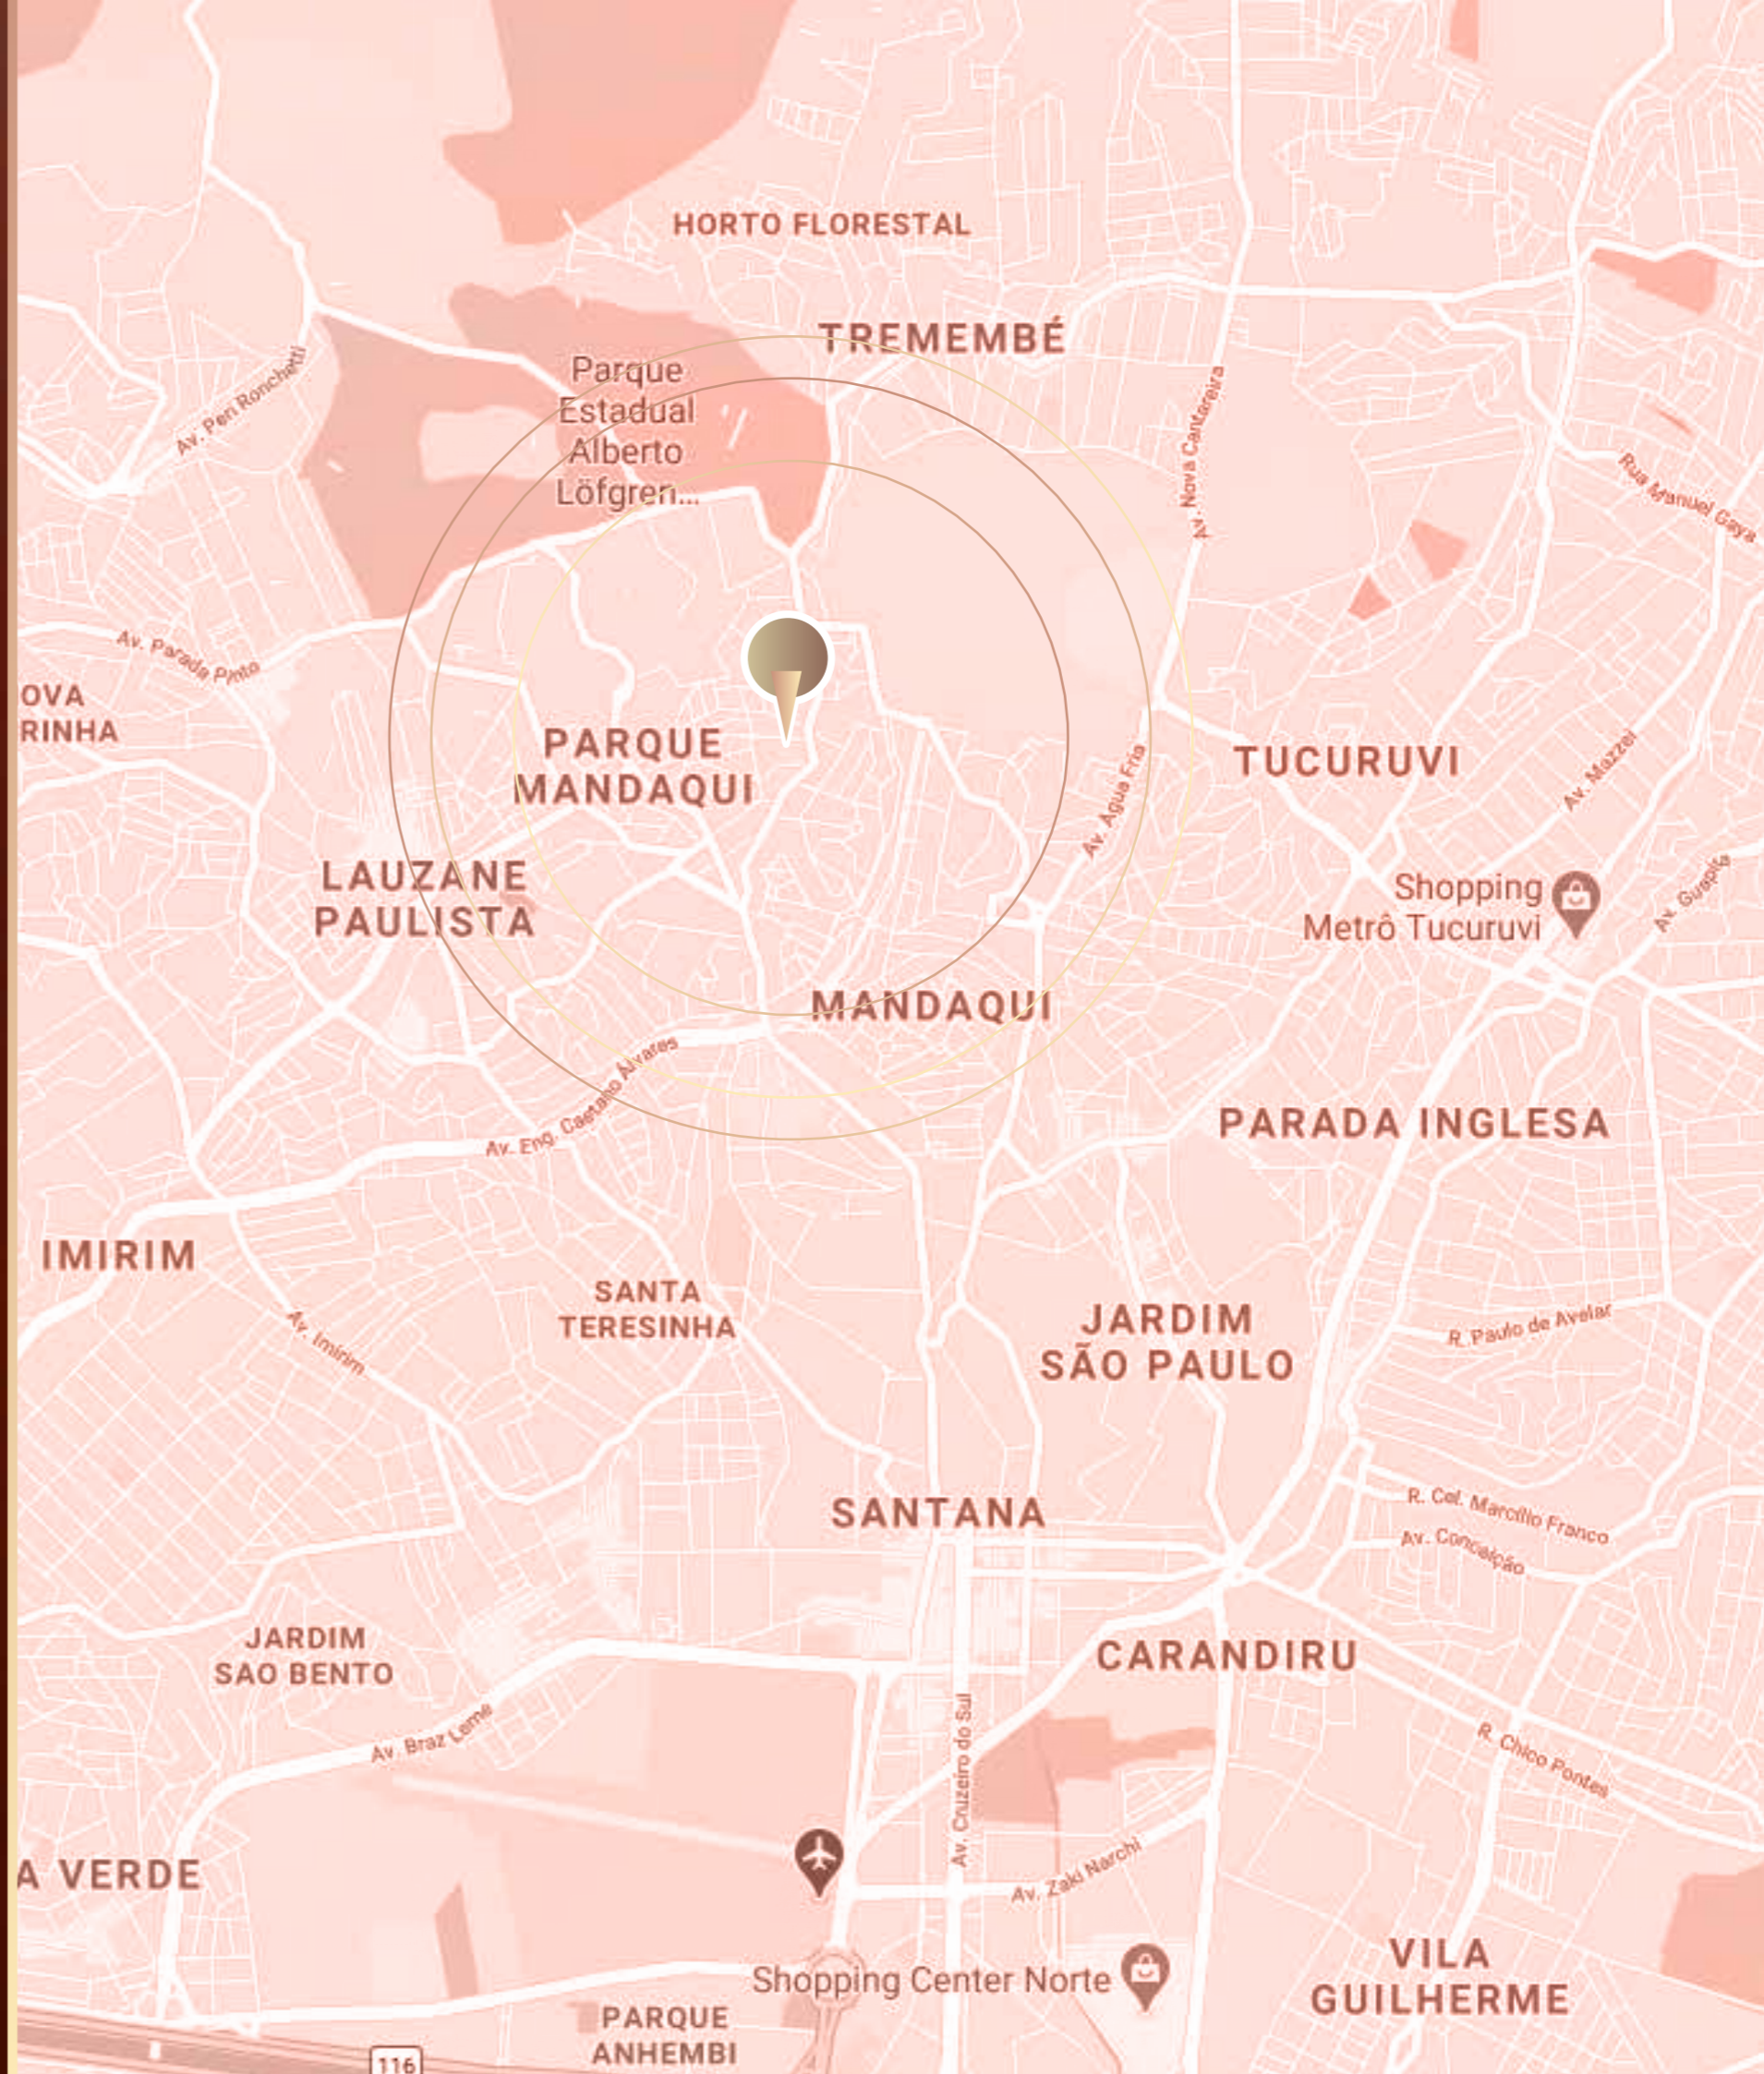 HORTO FLORESTAL
TREMEMBÉ
Parque
Estadual
Alberto
Löfgren...
Av. Peri Ronchetti
Av. Nova Cantareira
Rua Manuel Gaya
Av. Parada Pinto
OVA
RINHA
PARQUE
MANDAQUI
TUCURUVI
Av. Água Fria
Av. Mazzei
LAUZANE
PAULISTA
Shopping
Metrô Tucuruvi
Av. Guapira
MANDAQUI
Av. Eng. Caetano Álvares
PARADA INGLESA
IMIRIM
SANTA
TERESINHA
Av. Imirim
JARDIM
SÃO PAULO
R. Paulo de Avelar
SANTANA
R. Cel. Marcílio Franco
Av. Conceição
JARDIM
SAO BENTO
CARANDIRU
Av. Braz Leme
Av. Cruzeiro do Sul
R. Chico Pontes
A VERDE
Av. Zaki Narchi
Shopping Center Norte
VILA
GUILHERME
PARQUE
ANHEMBI
116